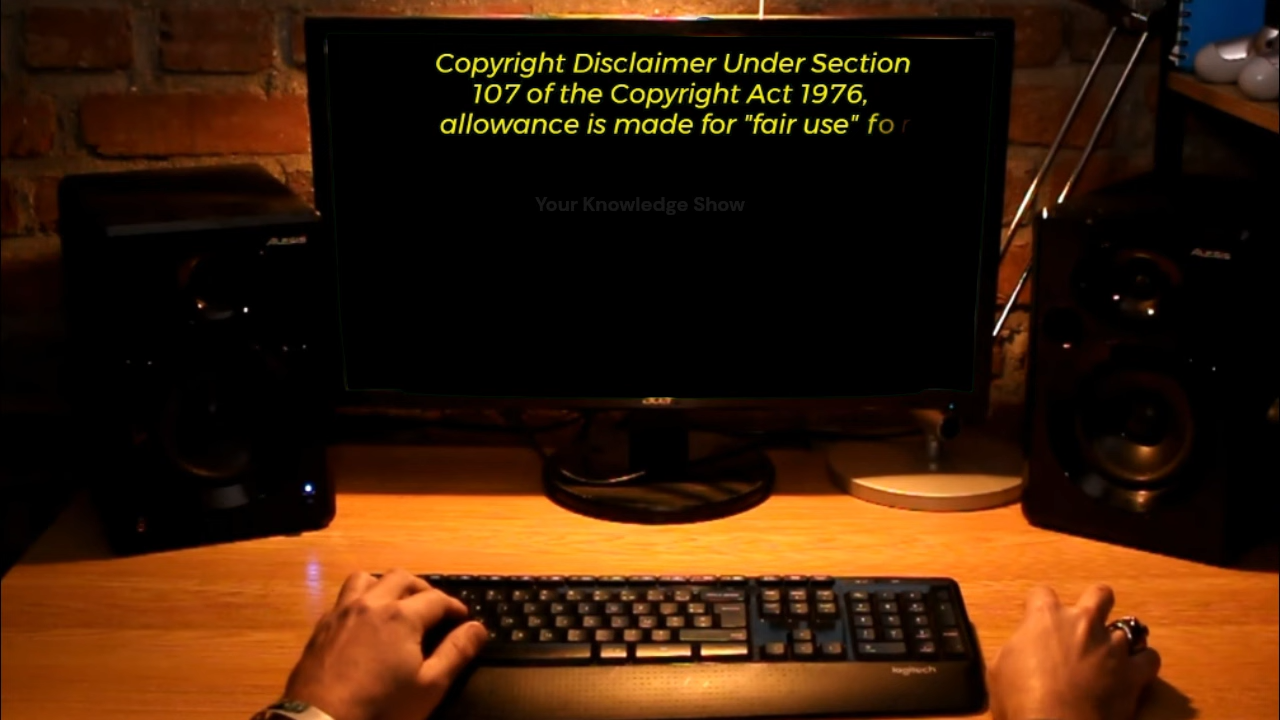 Copyright Disclaimer Under Section
107 of the Copyright Act 1976,
allowance is made for "fair use" for
Your Knowledge Show
acer
logitech